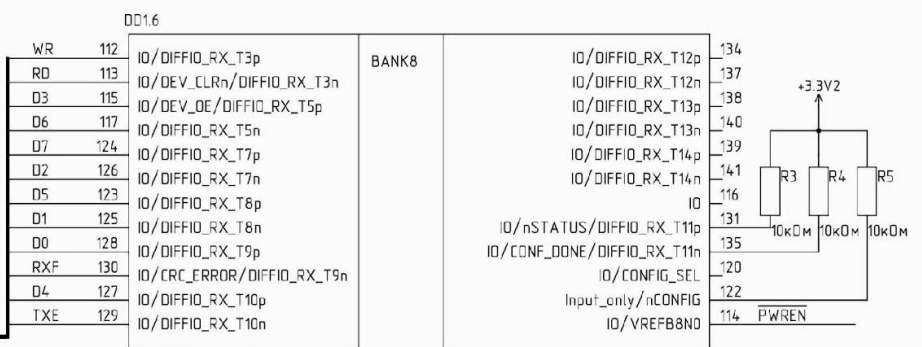 DD1.6
BANK8
WR 112 IO/DIFFIO_RX_T3p
RD 113 IO/DEV_CLRn/DIFFIO_RX_T3n
D3 115 IO/DEV_OE/DIFFIO_RX_T5p
D6 117 IO/DIFFIO_RX_T5n
D7 124 IO/DIFFIO_RX_T7p
D2 126 IO/DIFFIO_RX_T7n
D5 123 IO/DIFFIO_RX_T8p
D1 125 IO/DIFFIO_RX_T8n
D0 128 IO/DIFFIO_RX_T9p
RXF 130 IO/CRC_ERROR/DIFFIO_RX_T9n
D4 127 IO/DIFFIO_RX_T10p
TXE 129 IO/DIFFIO_RX_T10n
IO/DIFFIO_RX_T12p 134
IO/DIFFIO_RX_T12n 137
IO/DIFFIO_RX_T13p 138
IO/DIFFIO_RX_T13n 140
IO/DIFFIO_RX_T14p 139
IO/DIFFIO_RX_T14n 141
IO 116
IO/nSTATUS/DIFFIO_RX_T11p 131
IO/CONF_DONE/DIFFIO_RX_T11n 135
IO/CONFIG_SEL 120
Input_only/nCONFIG 122
IO/VREFB8N0 114 PWREN
+3.3V2
R3 R4 R5
10кОм 10кОм 10кОм